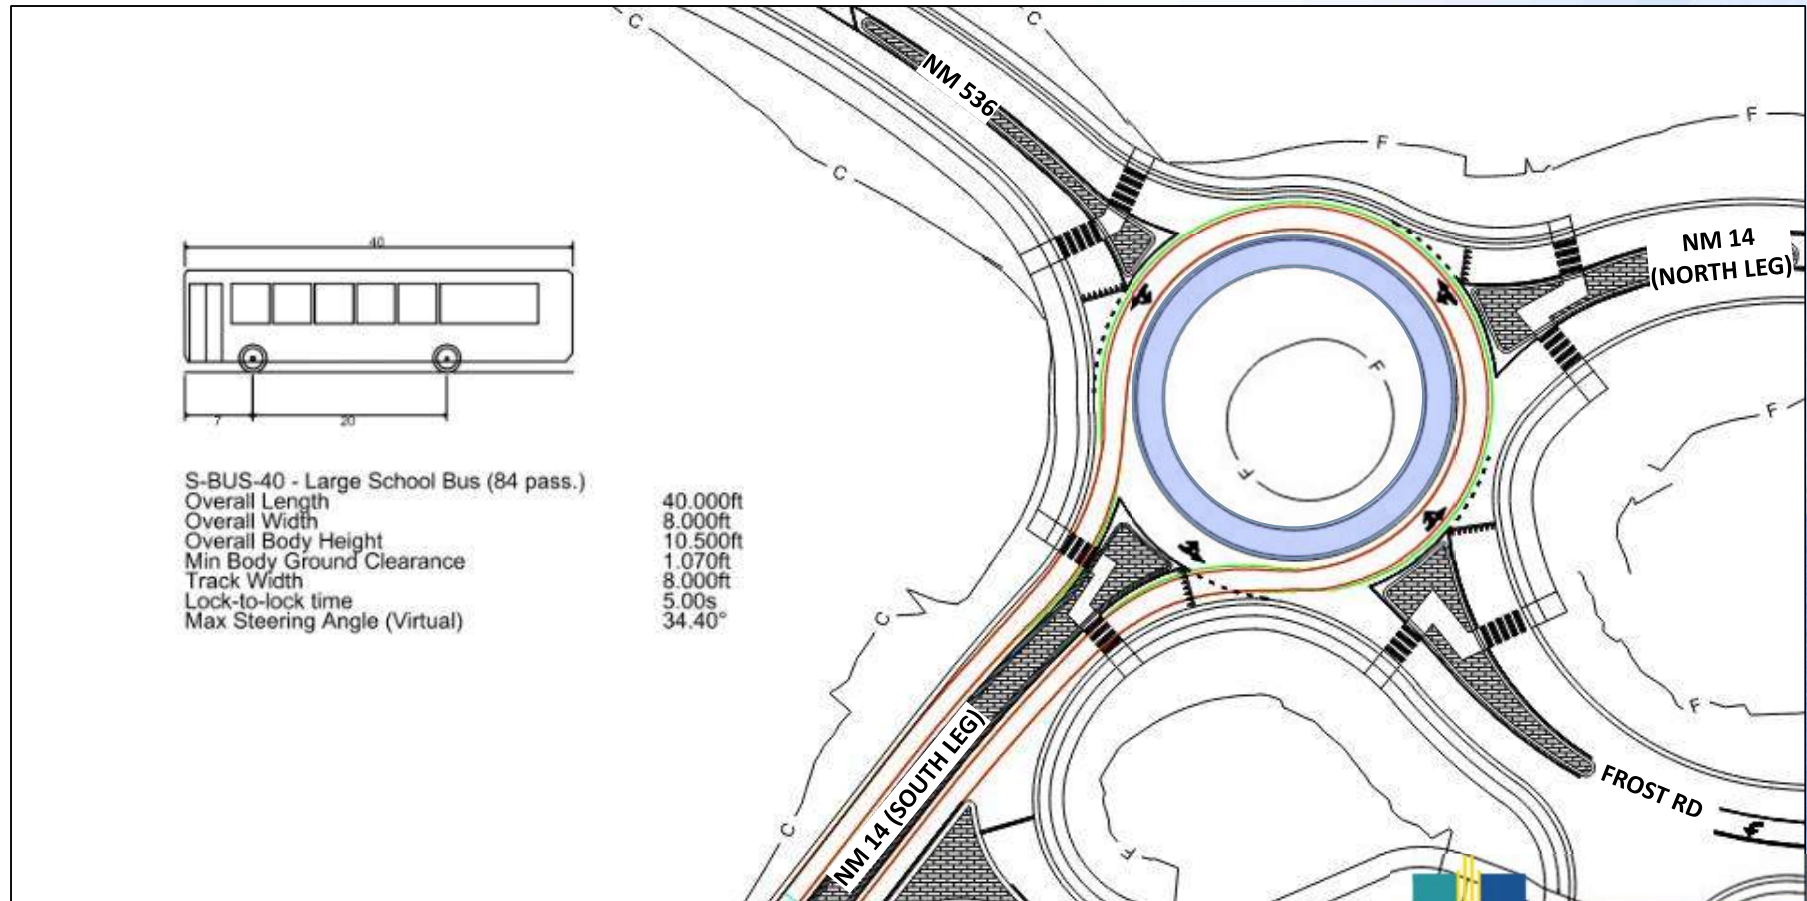 C
C
NM 536
F
F
C
NM 14
(NORTH LEG)
40
F
7
20
F
F
S-BUS-40 - Large School Bus (84 pass.)
Overall Length 40.000ft
Overall Width 8.000ft
Overall Body Height 10.500ft
Min Body Ground Clearance 1.070ft
Track Width 8.000ft
Lock-to-lock time 5.00s
Max Steering Angle (Virtual) 34.40°
C
F
NM 14 (SOUTH LEG)
FROST RD
C
F